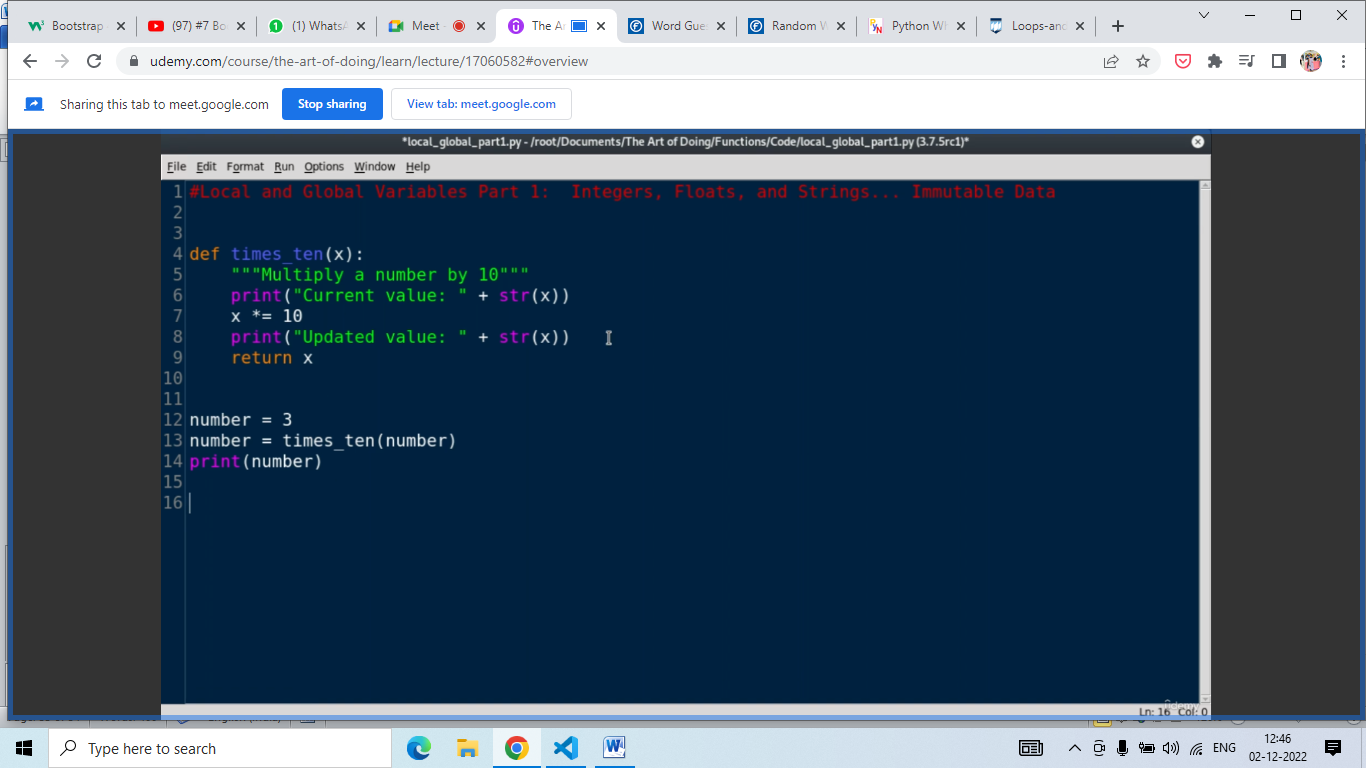 Bootstrap
(97) #7 Bo
(1) Whats
Meet
The A
Word Gue
Random W
Python Wh
Loops-and
udemy.com/course/the-art-of-doing/learn/lecture/17060582#overview
Sharing this tab to meet.google.com
Stop sharing
View tab: meet.google.com
*local_global_part1.py - /root/Documents/The Art of Doing/Functions/Code/local_global_part1.py (3.7.5rc1)*
File Edit Format Run Options Window Help
1 #Local and Global Variables Part 1:  Integers, Floats, and Strings... Immutable Data
2
3
4 def times_ten(x):
5     """Multiply a number by 10"""
6     print("Current value: " + str(x))
7     x *= 10
8     print("Updated value: " + str(x))
9     return x
10
11
12 number = 3
13 number = times_ten(number)
14 print(number)
15
16
Ln: 16 Col: 0
Type here to search
ENG
12:46
02-12-2022